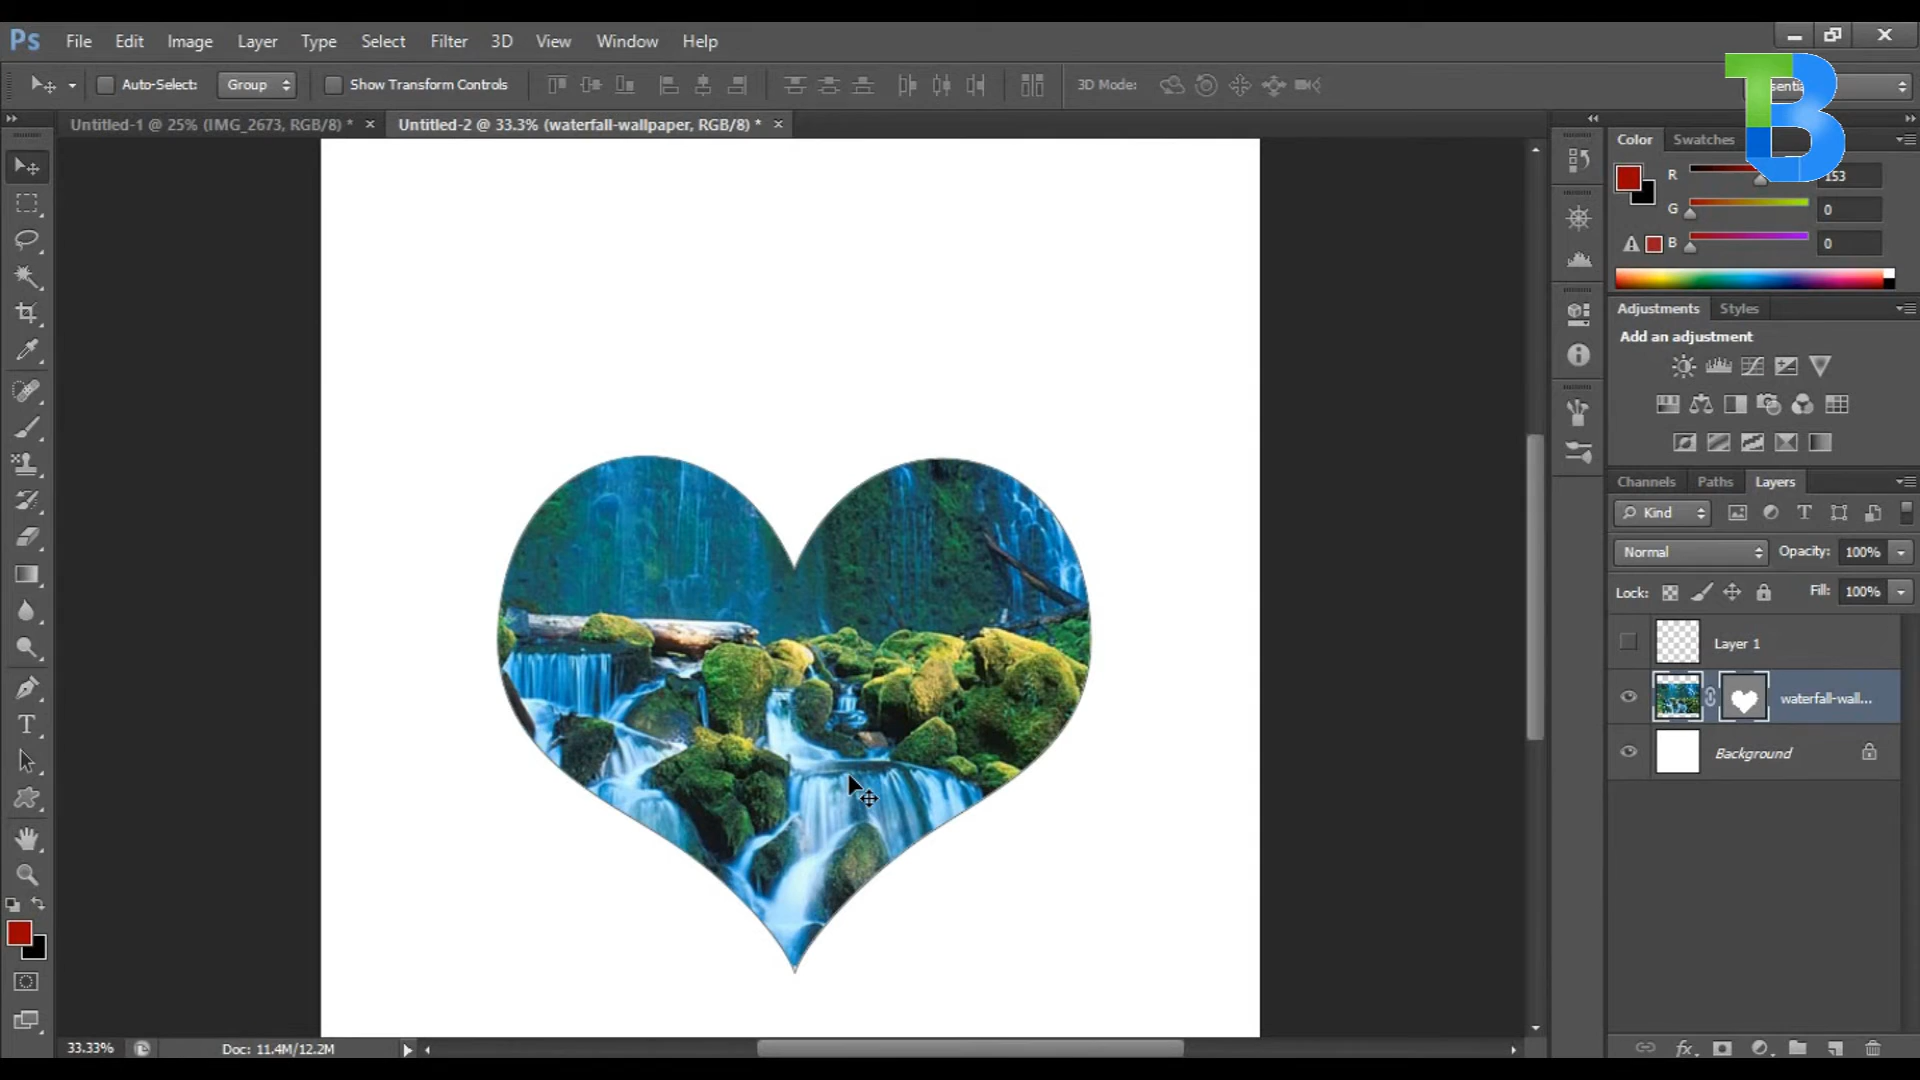 Ps File Edit Image Layer Type Select Filter 3D View Window Help
Auto-Select: Group Show Transform Controls 3D Mode:
TB
Untitled-1 @ 25% (IMG_2673, RGB/8) * Untitled-2 @ 33.3% (waterfall-wallpaper, RGB/8) *
Color Swatches
R 153
G 0
B 0
Adjustments Styles
Add an adjustment
Channels Paths Layers
Kind
Normal Opacity: 100%
Lock: Fill: 100%
Layer 1
waterfall-wall...
Background
33.33% Doc: 11.4M/12.2M